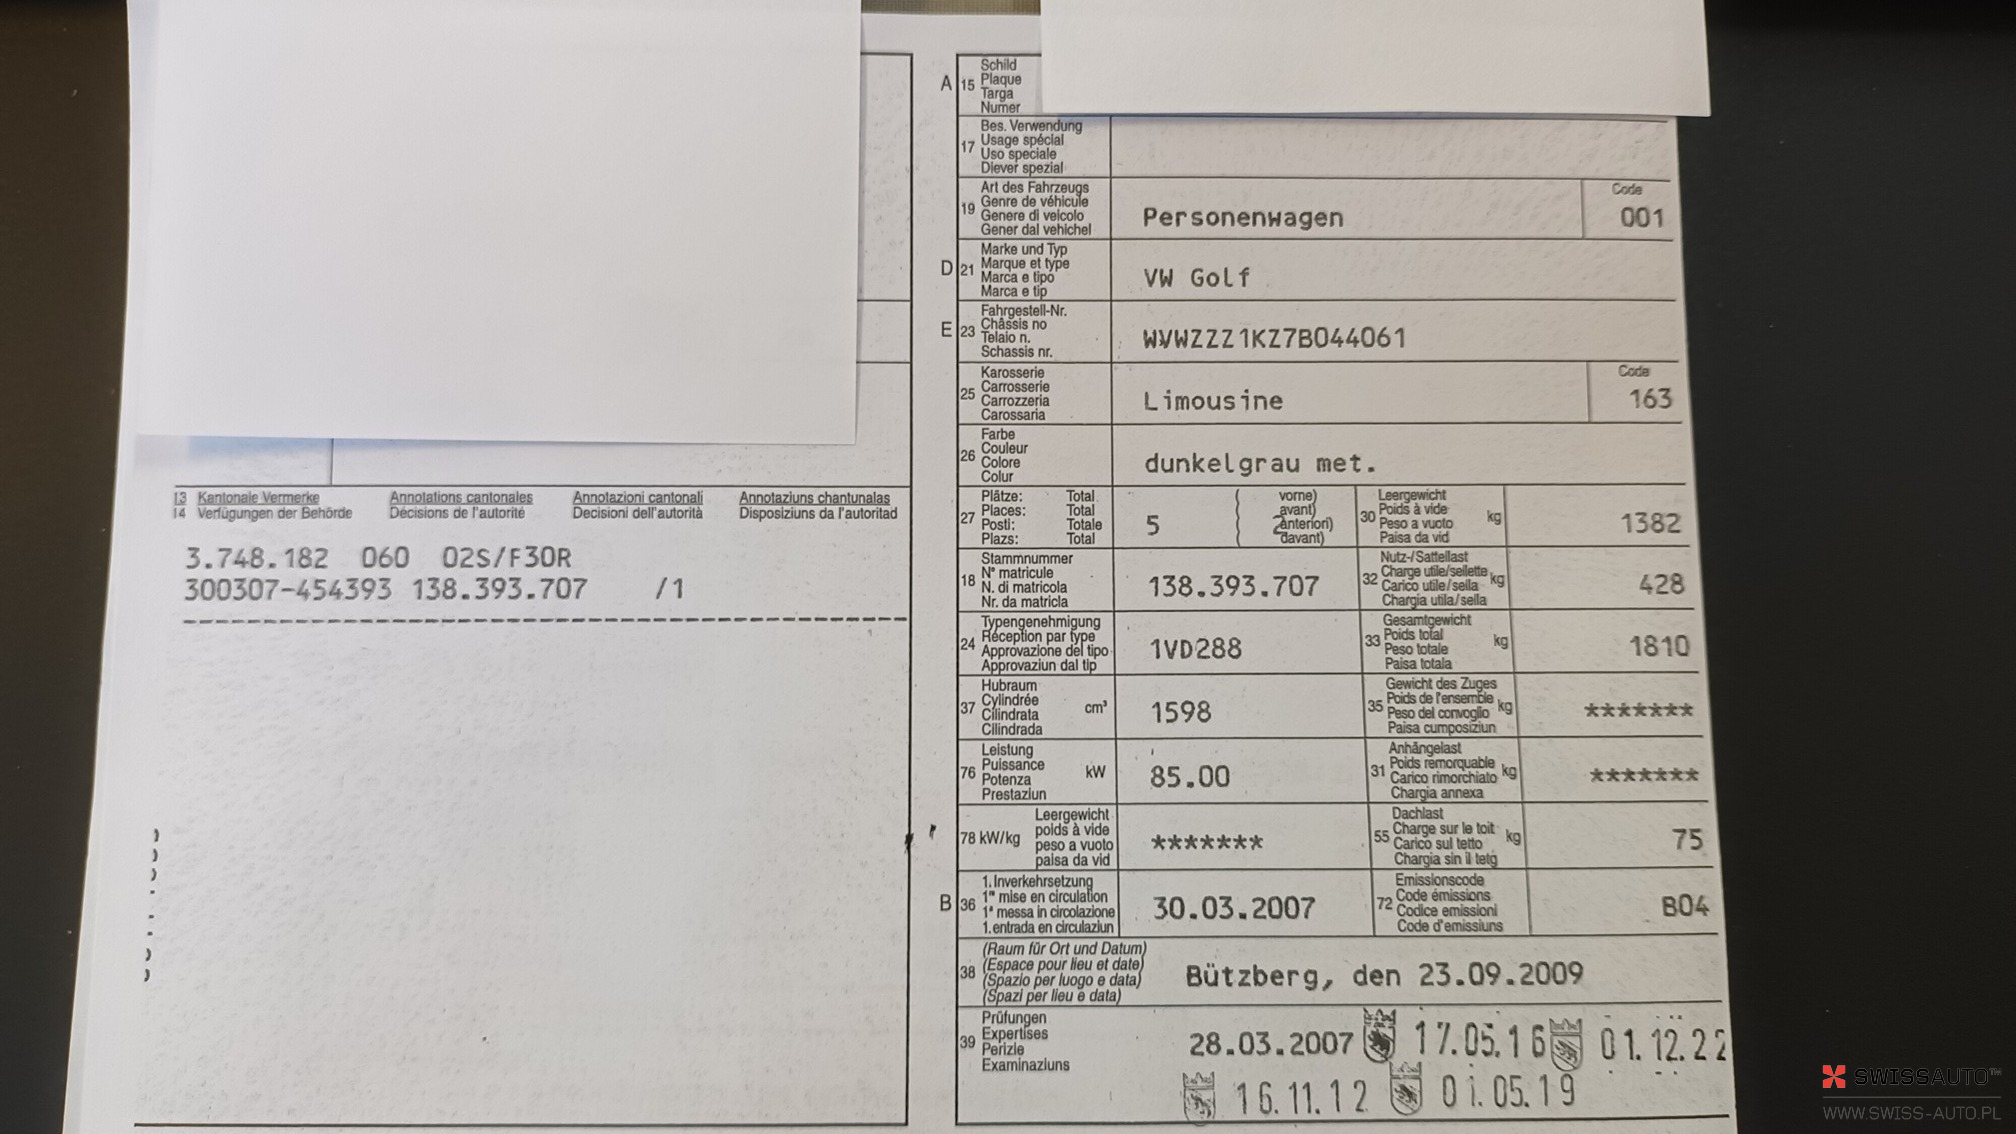 13 Kantonale Vermerke Annotations cantonales Annotazioni cantonali Annotaziuns chantunalas
14 Verfügungen der Behörde Décisions de l'autorité Decisioni dell'autorità Disposiziuns da l'autoritad
3.748.182 060 02S/F30R
300307-454393 138.393.707 /1
A 15 Schild
Plaque
Targa
Numer
17 Bes. Verwendung
Usage spécial
Uso speciale
Diever spezial
19 Art des Fahrzeugs
Genre de véhicule
Genere di veicolo
Gener dal vehichel
Personenwagen
Code
001
D 21 Marke und Typ
Marque et type
Marca e tipo
Marca e tip
VW Golf
E 23 Fahrgestell-Nr.
Châssis no
Telaio n.
Schassis nr.
WVWZZZ1KZ7B044061
25 Karosserie
Carrosserie
Carrozzeria
Carossaria
Limousine
Code
163
26 Farbe
Couleur
Colore
Colur
dunkelgrau met.
27 Plätze: Total
Places: Total
Posti: Totale
Plazs: Total
5
( vorne)
avant)
anteriori)
davant)
30 Leergewicht
Poids à vide
Peso a vuoto
Paisa da vid
kg
1382
18 Stammnummer
N° matricule
N. di matricola
Nr. da matricla
138.393.707
32 Nutz-/Sattellast
Charge utile/sellette
Carico utile/sella
Chargia utila/sella
kg
428
24 Typengenehmigung
Réception par type
Approvazione del tipo
Approvaziun dal tip
1VD288
33 Gesamtgewicht
Poids total
Peso totale
Paisa totala
kg
1810
37 Hubraum
Cylindrée
Cilindrata
Cilindrada
cm³
1598
35 Gewicht des Zuges
Poids de l'ensemble
Peso del convoglio
Paisa cumposiziun
kg
*******
76 Leistung
Puissance
Potenza
Prestaziun
kW
85.00
31 Anhängelast
Poids remorquable
Carico rimorchiato
Chargia annexa
kg
*******
78 kW/kg Leergewicht
poids à vide
peso a vuoto
paisa da vid
*******
55 Dachlast
Charge sur le toit
Carico sul tetto
Chargia sin il tetg
kg
75
B 36 1. Inverkehrsetzung
1re mise en circulation
1a messa in circolazione
1. entrada en circulaziun
30.03.2007
72 Emissionscode
Code émissions
Codice emissioni
Code d'emissiuns
B04
38 (Raum für Ort und Datum)
(Espace pour lieu et date)
(Spazio per luogo e data)
(Spazi per lieu e data)
Bützberg, den 23.09.2009
39 Prüfungen
Expertises
Perizie
Examinaziuns
28.03.2007 17.05.16 01.12.22
16.11.12 01.05.19
SWISSAUTO™
WWW.SWISS-AUTO.PL